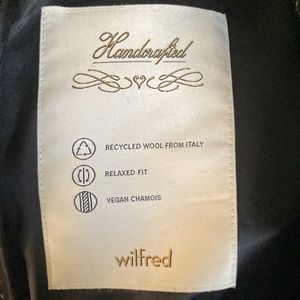 Handcrafted
RECYCLED WOOL FROM ITALY
RELAXED FIT
VEGAN CHAMOIS
wilfred